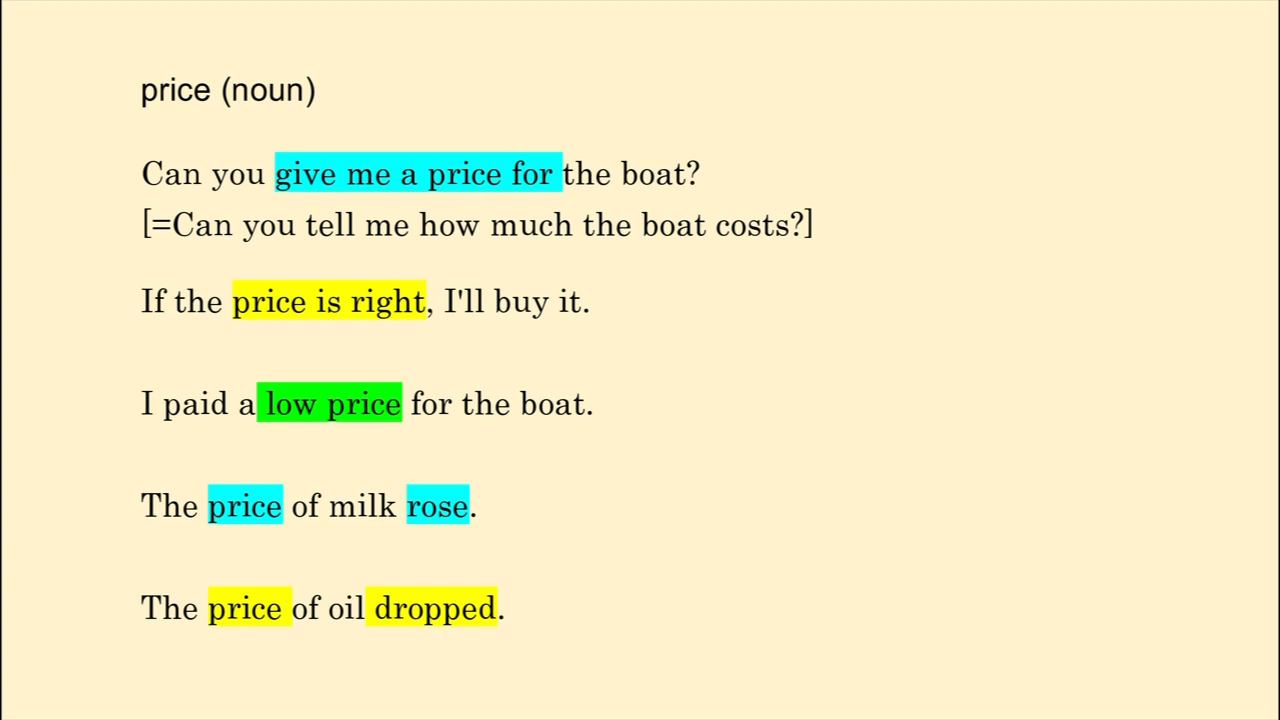 price (noun)
Can you give me a price for the boat?
[=Can you tell me how much the boat costs?]
If the price is right, I'll buy it.
I paid a low price for the boat.
The price of milk rose.
The price of oil dropped.